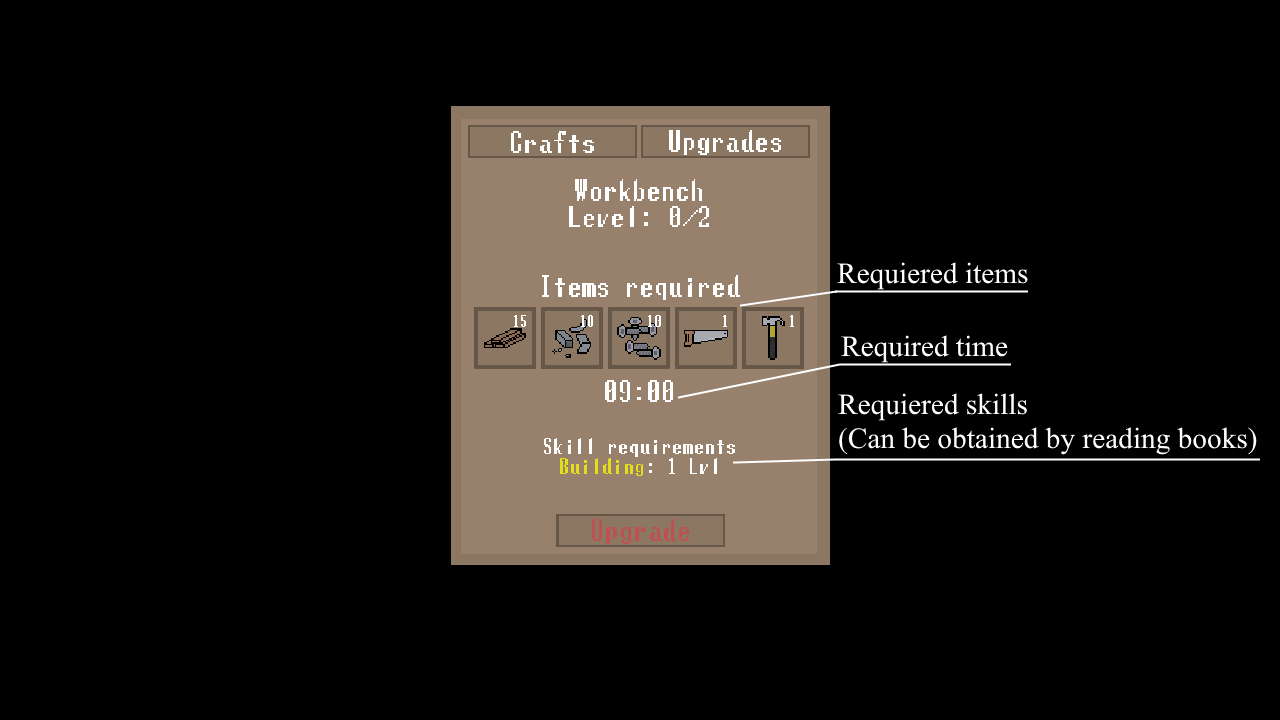 Crafts
Upgrades
Workbench
Level: 0/2
Items required
15
10
10
1
1
09:00
Skill requirements
Building: 1 Lvl
Upgrade
Requiered items
Required time
Requiered skills
(Can be obtained by reading books)